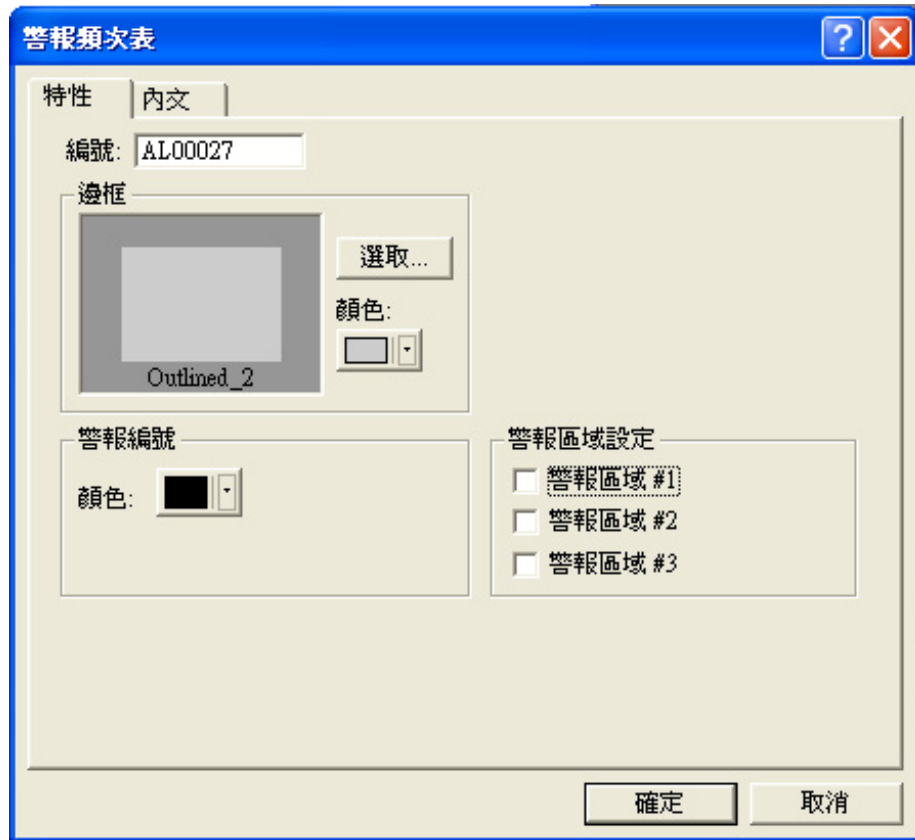 警報頻次表
特性 內文
編號: AL00027
邊框
選取...
顏色:
Outlined_2
警報編號
顏色:
警報區域設定
警報區域 #1
警報區域 #2
警報區域 #3
確定 取消